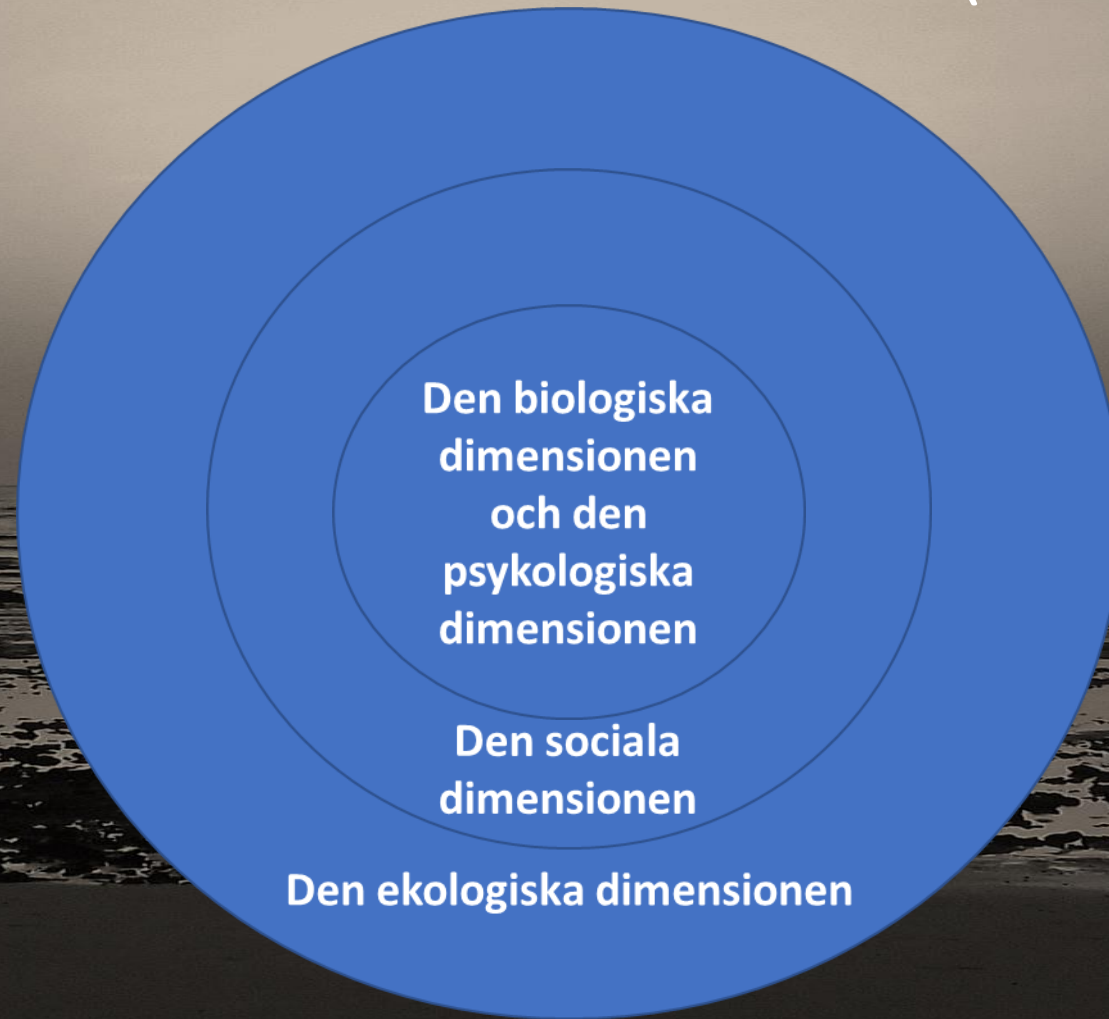 Den biologiska
dimensionen
och den
psykologiska
dimensionen
Den sociala
dimensionen
Den ekologiska dimensionen